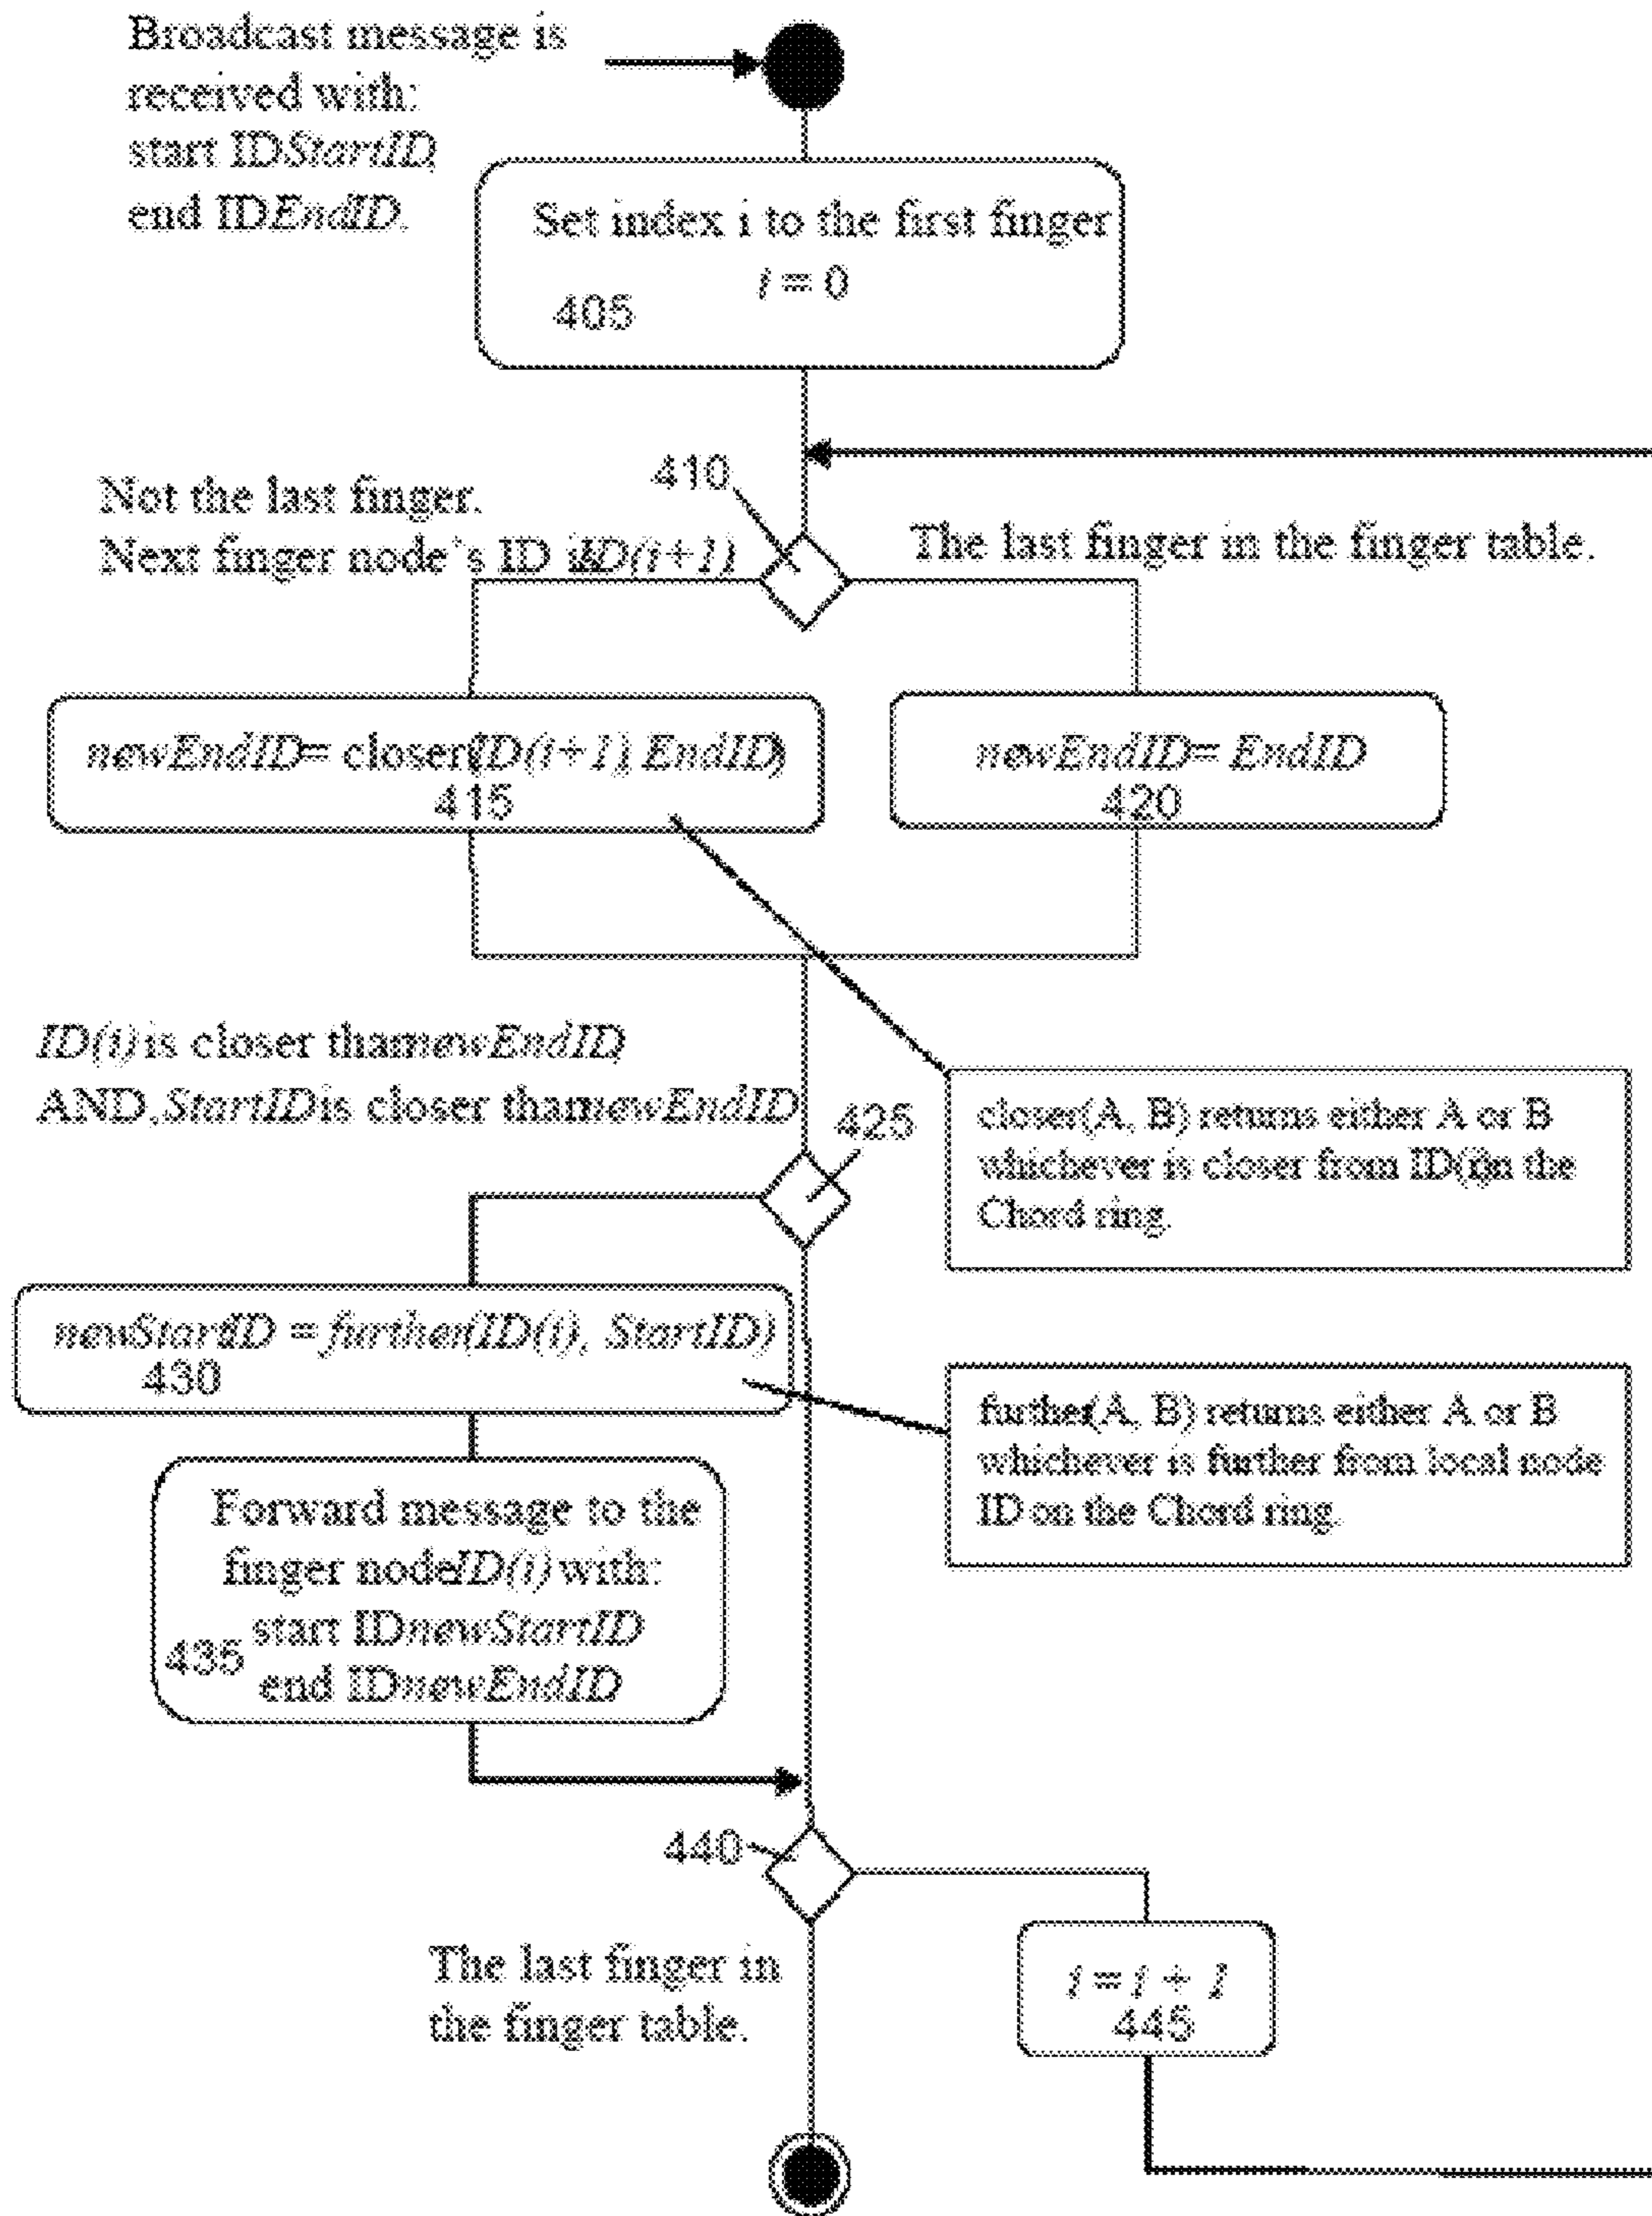 Broadcast message is
received with:
start ID StartID,
end ID EndID.
Set index i to the first finger
i = 0
405
410
Not the last finger.
Next finger node's ID is ID(i+1)
The last finger in the finger table.
newEndID = closer(ID(i+1), EndID)
415
newEndID = EndID
420
ID(i) is closer than newEndID,
AND, StartID is closer than newEndID
425
closer(A, B) returns either A or B
whichever is closer from ID(i) on the
Chord ring.
newStartID = further(ID(i), StartID)
430
further(A, B) returns either A or B
whichever is further from local node
ID on the Chord ring.
Forward message to the
finger node ID(i) with:
start ID newStartID
435
end ID newEndID
440
The last finger in
the finger table.
i = i + 1
445